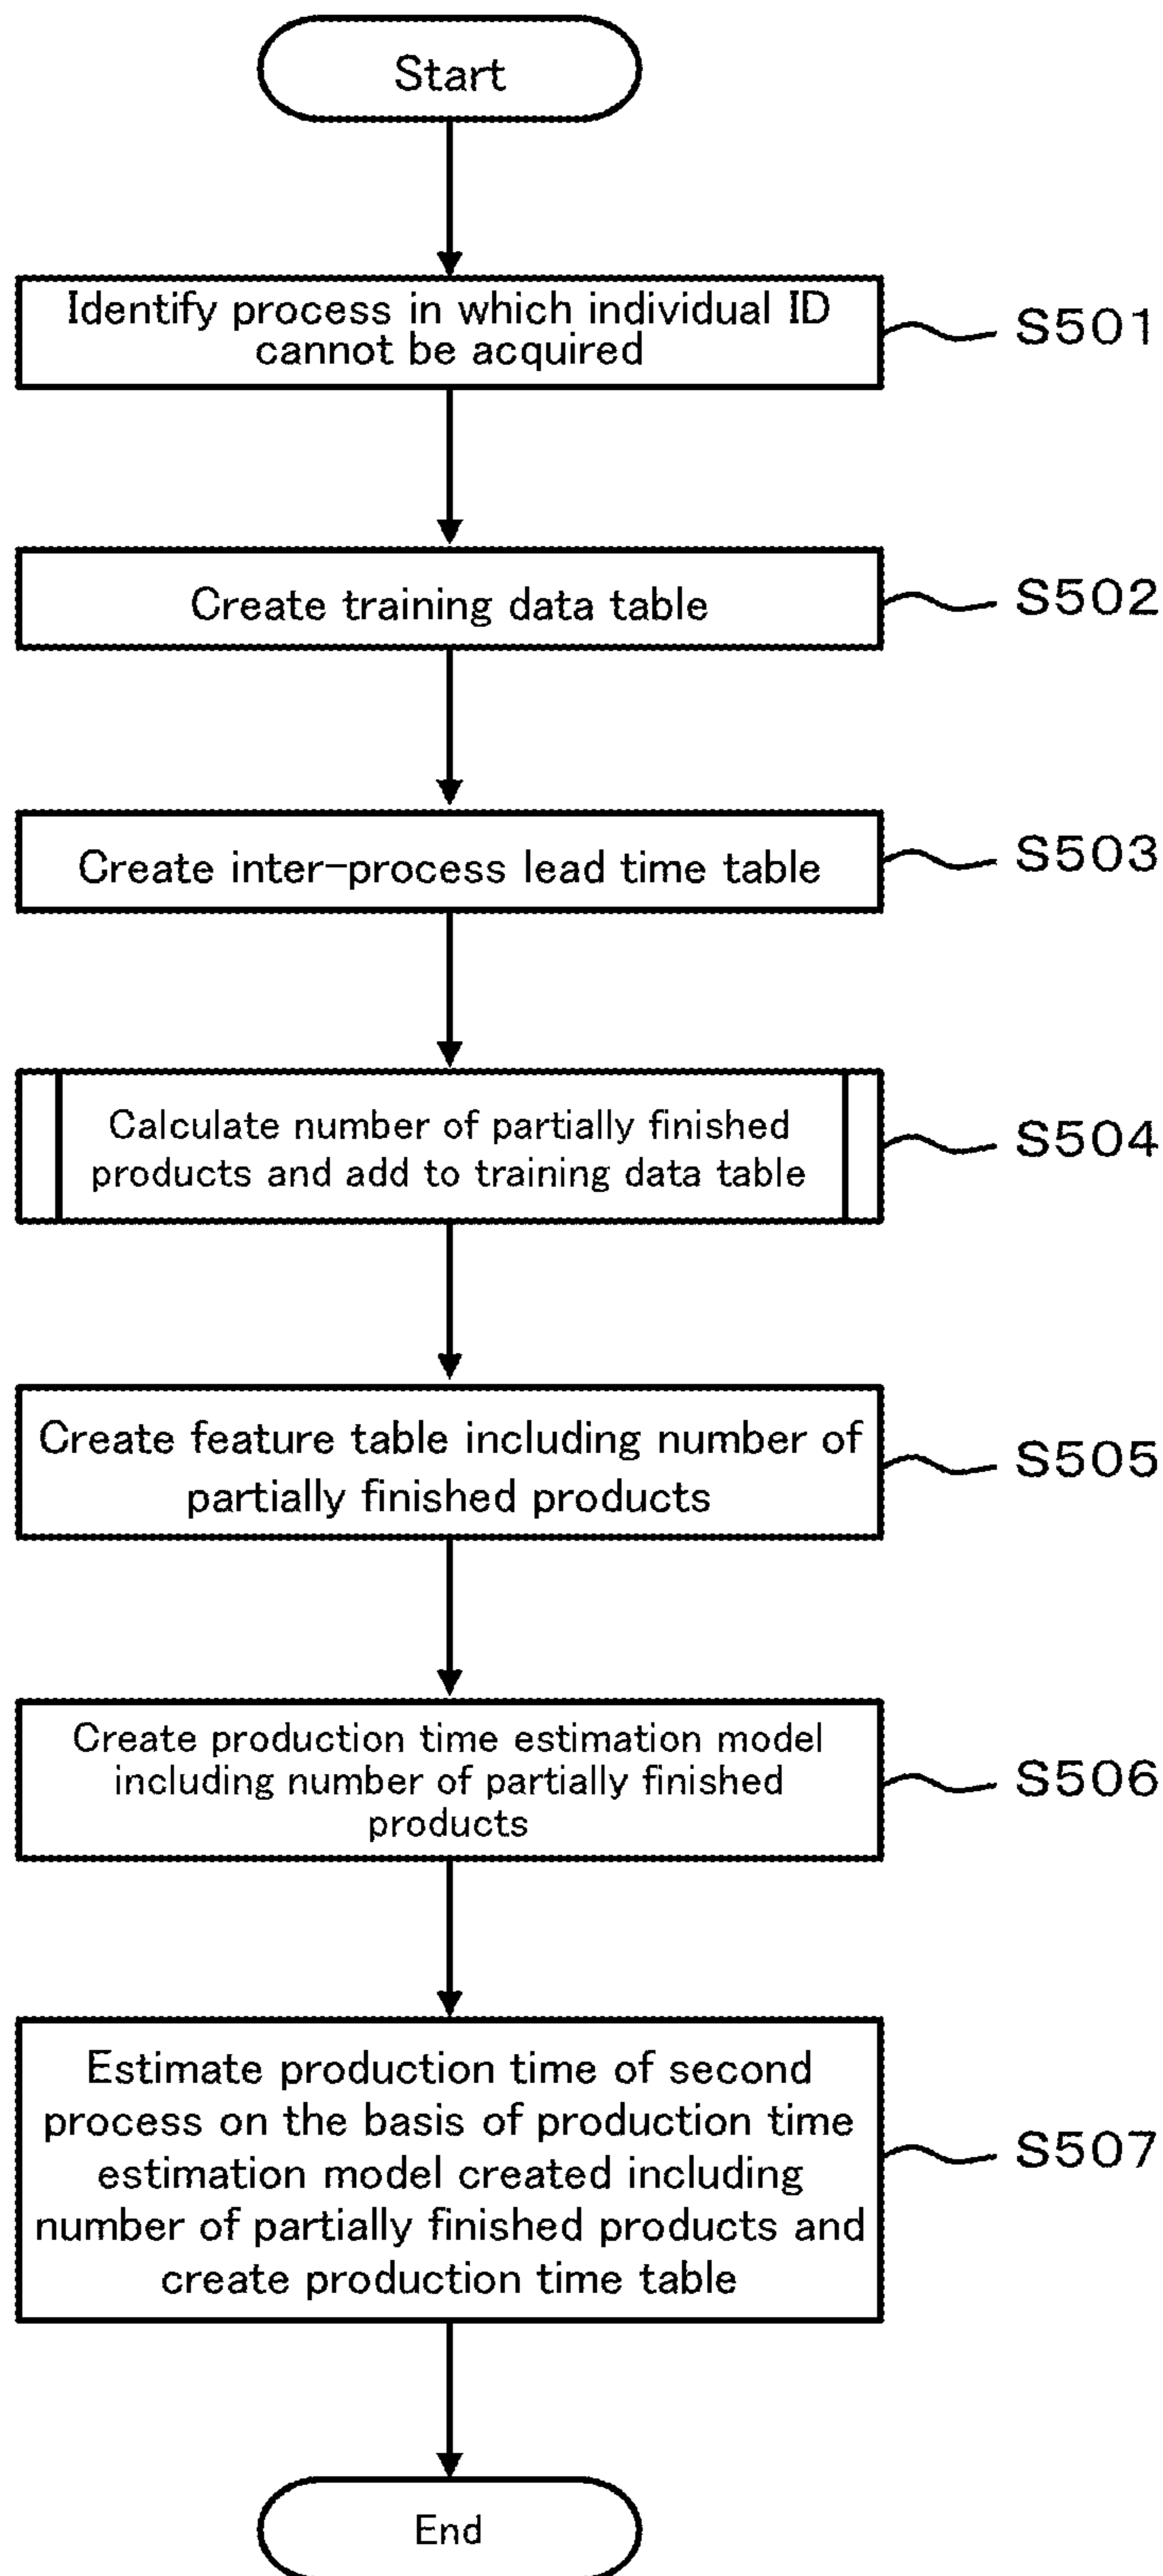 Start
Identify process in which individual ID
cannot be acquired
S501
Create training data table
S502
Create inter-process lead time table
S503
Calculate number of partially finished
products and add to training data table
S504
Create feature table including number of
partially finished products
S505
Create production time estimation model
including number of partially finished
products
S506
Estimate production time of second
process on the basis of production time
estimation model created including
number of partially finished products and
create production time table
S507
End